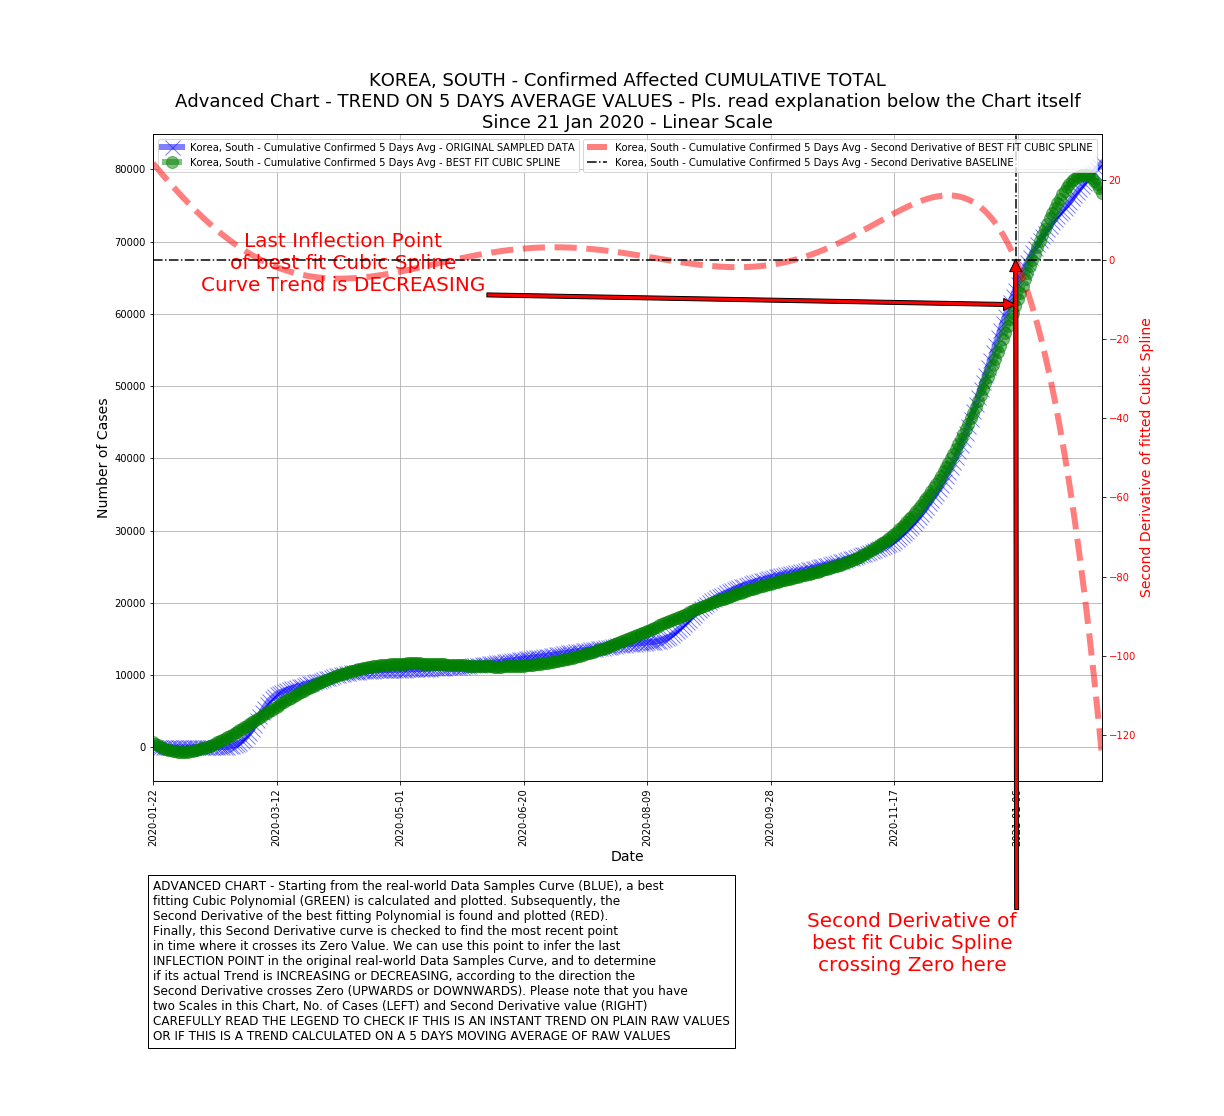 KOREA, SOUTH - Confirmed Affected CUMULATIVE TOTAL
Advanced Chart - TREND ON 5 DAYS AVERAGE VALUES - Pls. read explanation below the Chart itself
Since 21 Jan 2020 - Linear Scale
Korea, South - Cumulative Confirmed 5 Days Avg - ORIGINAL SAMPLED DATA
Korea, South - Cumulative Confirmed 5 Days Avg - BEST FIT CUBIC SPLINE
Korea, South - Cumulative Confirmed 5 Days Avg - Second Derivative of BEST FIT CUBIC SPLINE
Korea, South - Cumulative Confirmed 5 Days Avg - Second Derivative BASELINE
80000
70000
60000
50000
40000
30000
20000
10000
0
Number of Cases
Last Inflection Point
of best fit Cubic Spline
Curve Trend is DECREASING
20
0
−20
−40
−60
−80
−100
−120
Second Derivative of fitted Cubic Spline
2020-01-22
2020-03-12
2020-05-01
2020-06-20
2020-08-09
2020-09-28
2020-11-17
2021-01-06
Date
Second Derivative of
best fit Cubic Spline
crossing Zero here
ADVANCED CHART - Starting from the real-world Data Samples Curve (BLUE), a best
fitting Cubic Polynomial (GREEN) is calculated and plotted. Subsequently, the
Second Derivative of the best fitting Polynomial is found and plotted (RED).
Finally, this Second Derivative curve is checked to find the most recent point
in time where it crosses its Zero Value. We can use this point to infer the last
INFLECTION POINT in the original real-world Data Samples Curve, and to determine
if its actual Trend is INCREASING or DECREASING, according to the direction the
Second Derivative crosses Zero (UPWARDS or DOWNWARDS). Please note that you have
two Scales in this Chart, No. of Cases (LEFT) and Second Derivative value (RIGHT)
CAREFULLY READ THE LEGEND TO CHECK IF THIS IS AN INSTANT TREND ON PLAIN RAW VALUES
OR IF THIS IS A TREND CALCULATED ON A 5 DAYS MOVING AVERAGE OF RAW VALUES